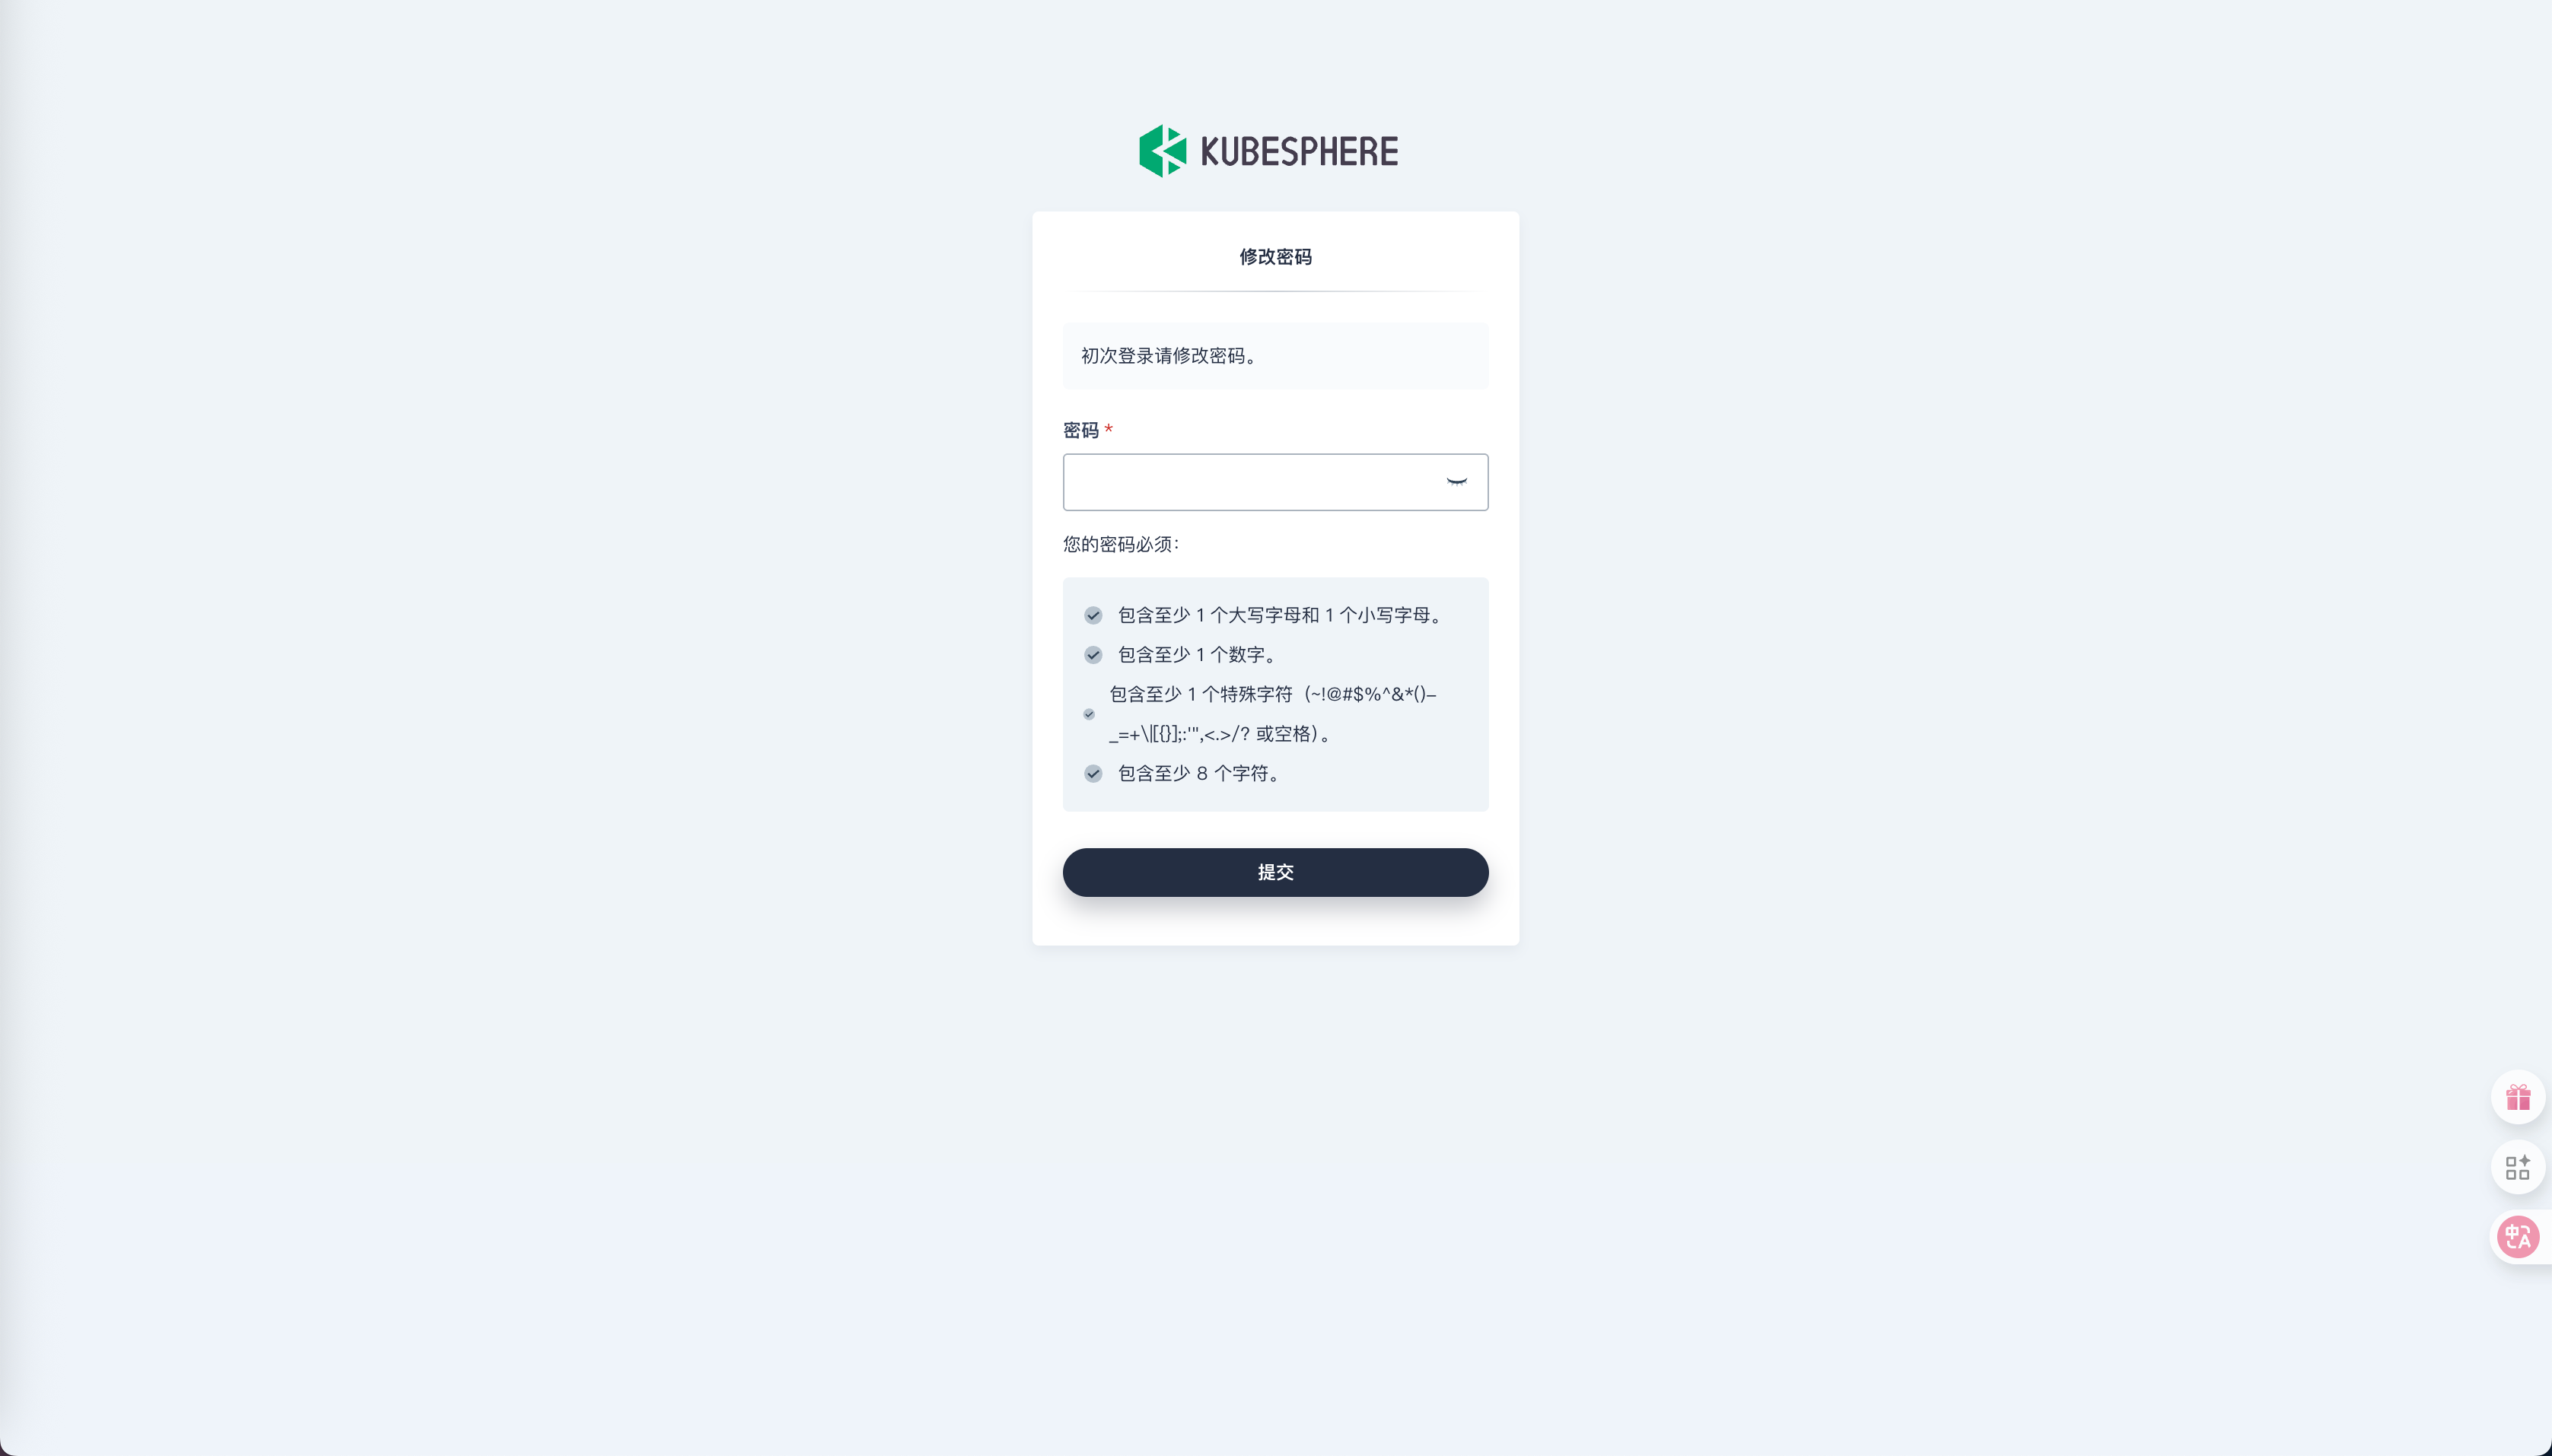 KUBESPHERE
修改密码
初次登录请修改密码。
密码 *
您的密码必须：
包含至少 1 个大写字母和 1 个小写字母。
包含至少 1 个数字。
包含至少 1 个特殊字符（~!@#$%^&*()-
_=+\|[{}];:'",<.>/? 或空格）。
包含至少 8 个字符。
提交
中A